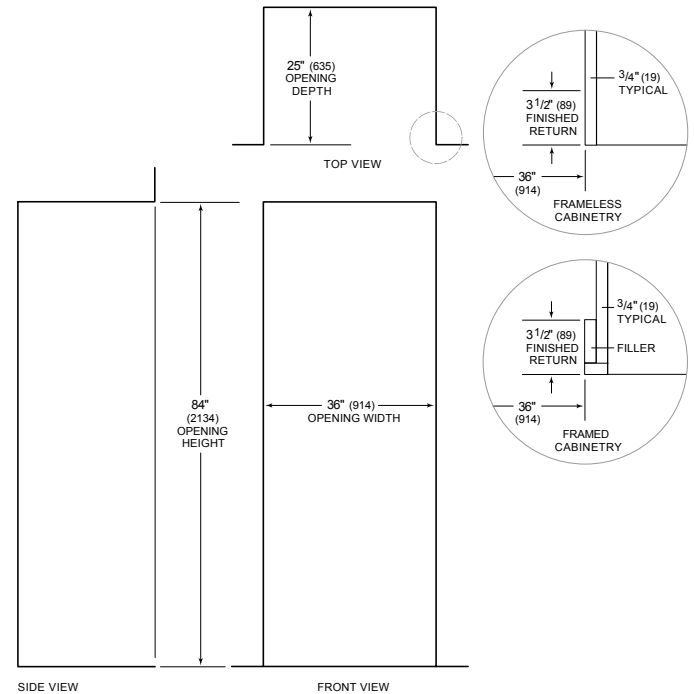 25" (635)
OPENING
DEPTH
TOP VIEW
3/4" (19)
TYPICAL
3 1/2" (89)
FINISHED
RETURN
36"
(914)
FRAMELESS
CABINETRY
3/4" (19)
TYPICAL
3 1/2" (89)
FINISHED
RETURN
FILLER
36"
(914)
FRAMED
CABINETRY
84"
(2134)
OPENING
HEIGHT
36" (914)
OPENING WIDTH
SIDE VIEW
FRONT VIEW